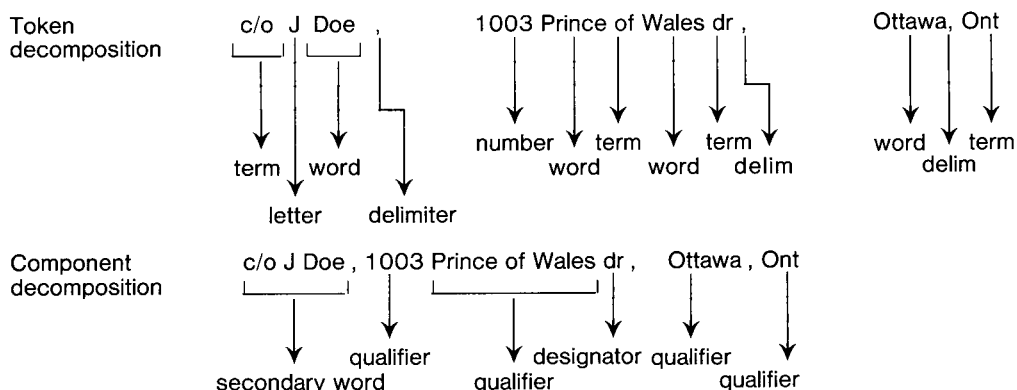 Token decomposition
c/o J Doe , 1003 Prince of Wales dr , Ottawa, Ont
number term word term
term word word word delim delim
letter delimiter
Component decomposition
c/o J Doe , 1003 Prince of Wales dr , Ottawa , Ont
qualifier designator qualifier
secondary word qualifier qualifier